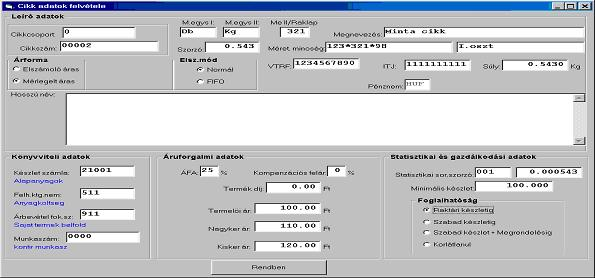 Cikk adatok felvétele
Leíró adatok
Cikkcsoport 0
M.egys I: M.egys II: Me II/Raklap
Db Kg 321
Megnevezés: Minta cikk
Cikkszám: 00002
Szorzó: 0.543
Méret, minőség: 123*321*98 I.oszt
Árforma
Elszámoló áras
Mérlegelt áras
Elsz.mód
Normál
FIFO
VTRF: 1234567890
ITJ: 1111111111
Súly: 0.5430 Kg
Pénznom: HUF
Hosszú név:
Könyvviteli adatok
Készlet számla: 21001
Alapanyagok
Felh.ktg.nem: 511
Anyagkoltseg
Árbevétel fok.sz: 911
Sajat termek belfold
Munkaszám: 0000
kontir munkasz
Áruforgalmi adatok
ÁFA: 25 % Kompenzációs felár: 0 %
Termék díj: 0.00 Ft
Termelői ár: 100.00 Ft
Nagyker ár: 110.00 Ft
Kisker ár: 120.00 Ft
Statisztikai és gazdálkodási adatok
Statisztikai sor,szorzó: 001 0.000543
Minimális készlet: 100.000
Foglalhatóság
Raktári készletig
Szabad készletig
Szabad készlet + Megrendelésig
Korlátlanul
Rendben